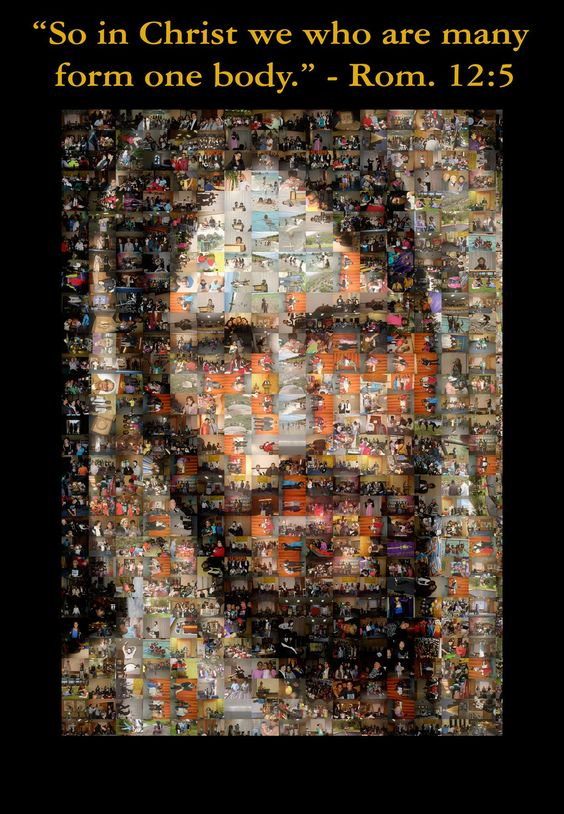 “So in Christ we who are many
form one body.” - Rom. 12:5